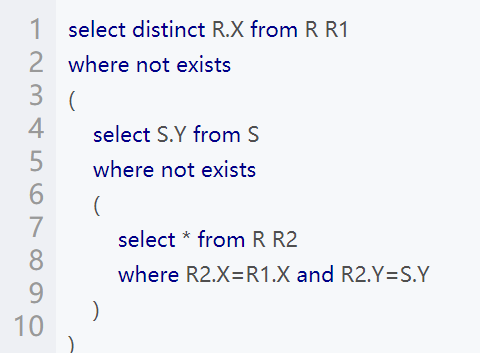 1 select distinct R.X from R R1
2 where not exists
3 (
4 select S.Y from S
5 where not exists
6 (
7 select * from R R2
8 where R2.X=R1.X and R2.Y=S.Y
9 )
10 )